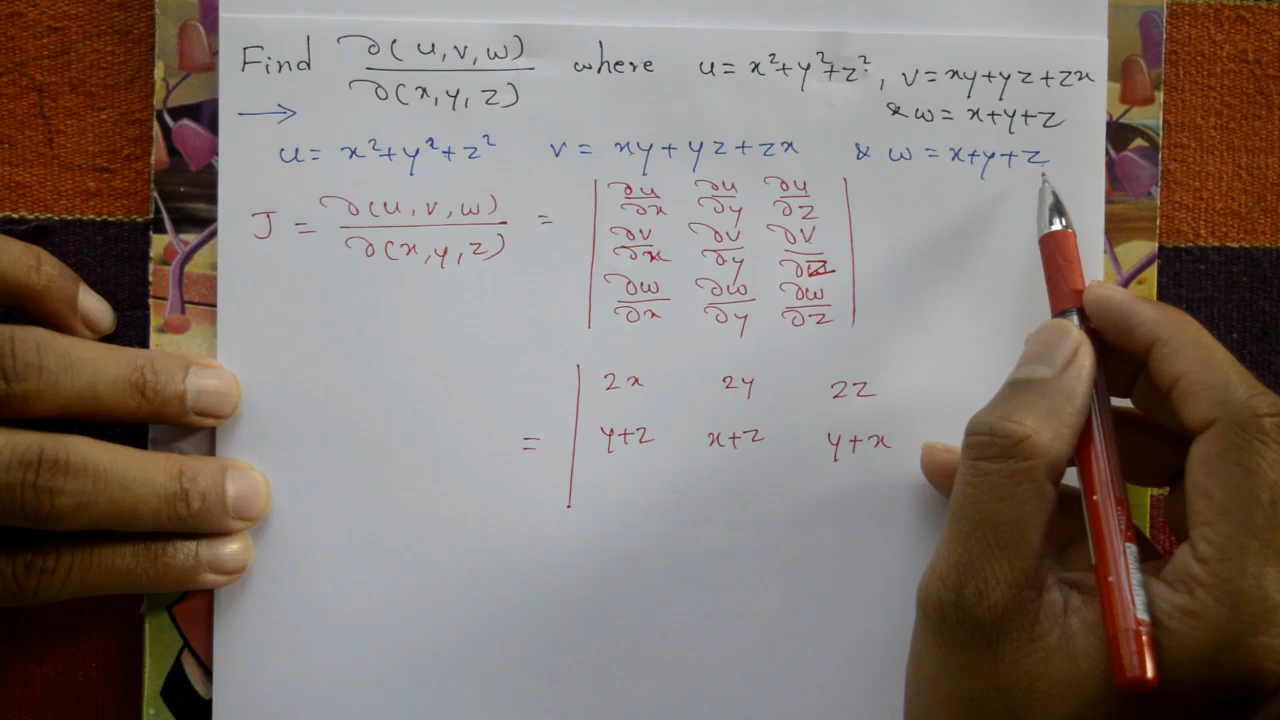 Find ∂(u,v,w) / ∂(x,y,z) where u = x²+y²+z², v = xy+yz+zx
& w = x+y+z
→
u = x²+y²+z² v = xy+yz+zx & w = x+y+z
J = ∂(u,v,w) / ∂(x,y,z) = | ∂u/∂x ∂u/∂y ∂u/∂z |
| ∂v/∂x ∂v/∂y ∂v/∂z |
| ∂w/∂x ∂w/∂y ∂w/∂z |
= | 2x 2y 2z
y+z x+z y+x